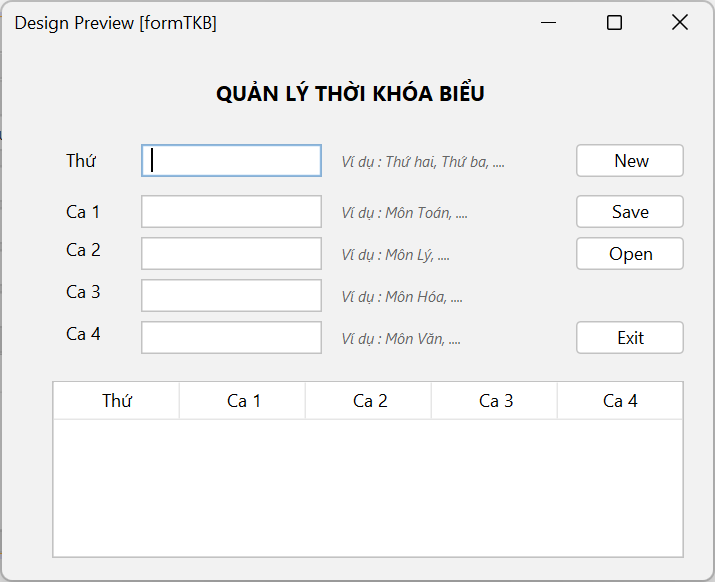 Design Preview [formTKB]
QUẢN LÝ THỜI KHÓA BIỂU
Thứ Ví dụ : Thứ hai, Thứ ba, .... New
Ca 1 Ví dụ : Môn Toán, .... Save
Ca 2 Ví dụ : Môn Lý, .... Open
Ca 3 Ví dụ : Môn Hóa, ....
Ca 4 Ví dụ : Môn Văn, .... Exit
Thứ Ca 1 Ca 2 Ca 3 Ca 4